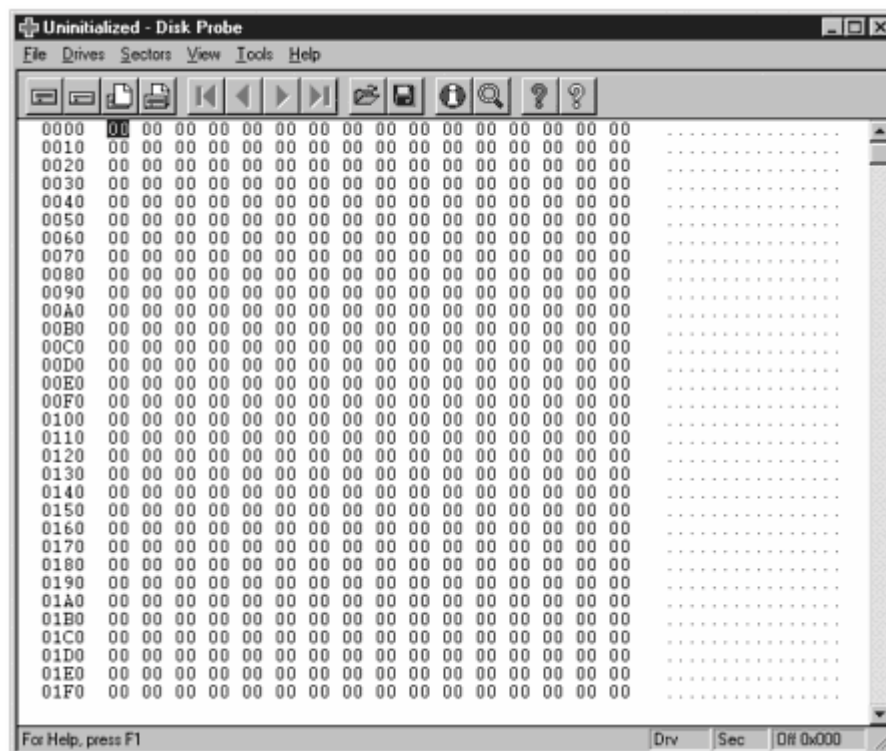 Uninitialized - Disk Probe
File Drives Sectors View Tools Help
0000 00 00 00 00 00 00 00 00 00 00 00 00 00 00 00 00 ................
0010 00 00 00 00 00 00 00 00 00 00 00 00 00 00 00 00 ................
0020 00 00 00 00 00 00 00 00 00 00 00 00 00 00 00 00 ................
0030 00 00 00 00 00 00 00 00 00 00 00 00 00 00 00 00 ................
0040 00 00 00 00 00 00 00 00 00 00 00 00 00 00 00 00 ................
0050 00 00 00 00 00 00 00 00 00 00 00 00 00 00 00 00 ................
0060 00 00 00 00 00 00 00 00 00 00 00 00 00 00 00 00 ................
0070 00 00 00 00 00 00 00 00 00 00 00 00 00 00 00 00 ................
0080 00 00 00 00 00 00 00 00 00 00 00 00 00 00 00 00 ................
0090 00 00 00 00 00 00 00 00 00 00 00 00 00 00 00 00 ................
00A0 00 00 00 00 00 00 00 00 00 00 00 00 00 00 00 00 ................
00B0 00 00 00 00 00 00 00 00 00 00 00 00 00 00 00 00 ................
00C0 00 00 00 00 00 00 00 00 00 00 00 00 00 00 00 00 ................
00D0 00 00 00 00 00 00 00 00 00 00 00 00 00 00 00 00 ................
00E0 00 00 00 00 00 00 00 00 00 00 00 00 00 00 00 00 ................
00F0 00 00 00 00 00 00 00 00 00 00 00 00 00 00 00 00 ................
0100 00 00 00 00 00 00 00 00 00 00 00 00 00 00 00 00 ................
0110 00 00 00 00 00 00 00 00 00 00 00 00 00 00 00 00 ................
0120 00 00 00 00 00 00 00 00 00 00 00 00 00 00 00 00 ................
0130 00 00 00 00 00 00 00 00 00 00 00 00 00 00 00 00 ................
0140 00 00 00 00 00 00 00 00 00 00 00 00 00 00 00 00 ................
0150 00 00 00 00 00 00 00 00 00 00 00 00 00 00 00 00 ................
0160 00 00 00 00 00 00 00 00 00 00 00 00 00 00 00 00 ................
0170 00 00 00 00 00 00 00 00 00 00 00 00 00 00 00 00 ................
0180 00 00 00 00 00 00 00 00 00 00 00 00 00 00 00 00 ................
0190 00 00 00 00 00 00 00 00 00 00 00 00 00 00 00 00 ................
01A0 00 00 00 00 00 00 00 00 00 00 00 00 00 00 00 00 ................
01B0 00 00 00 00 00 00 00 00 00 00 00 00 00 00 00 00 ................
01C0 00 00 00 00 00 00 00 00 00 00 00 00 00 00 00 00 ................
01D0 00 00 00 00 00 00 00 00 00 00 00 00 00 00 00 00 ................
01E0 00 00 00 00 00 00 00 00 00 00 00 00 00 00 00 00 ................
01F0 00 00 00 00 00 00 00 00 00 00 00 00 00 00 00 00 ................
For Help, press F1 Drv Sec Off 0x000